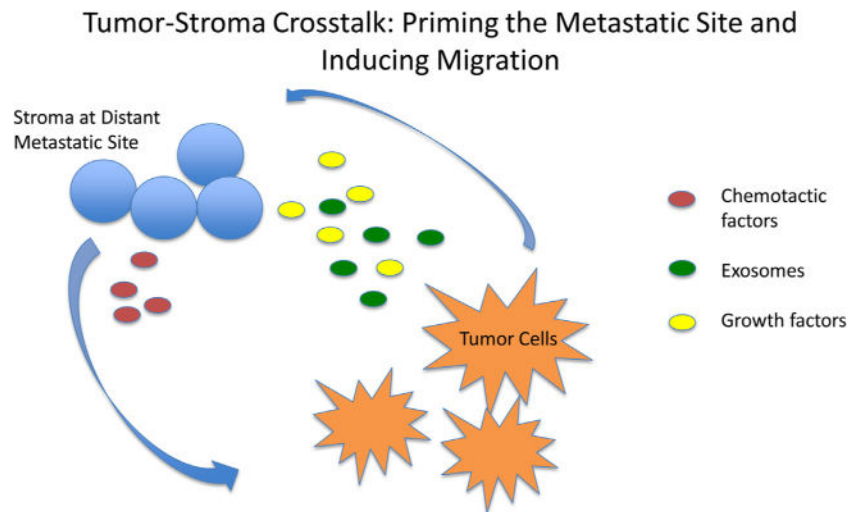 Tumor-Stroma Crosstalk: Priming the Metastatic Site and
Inducing Migration
Stroma at Distant
Metastatic Site
Chemotactic
factors
Exosomes
Growth factors
Tumor Cells